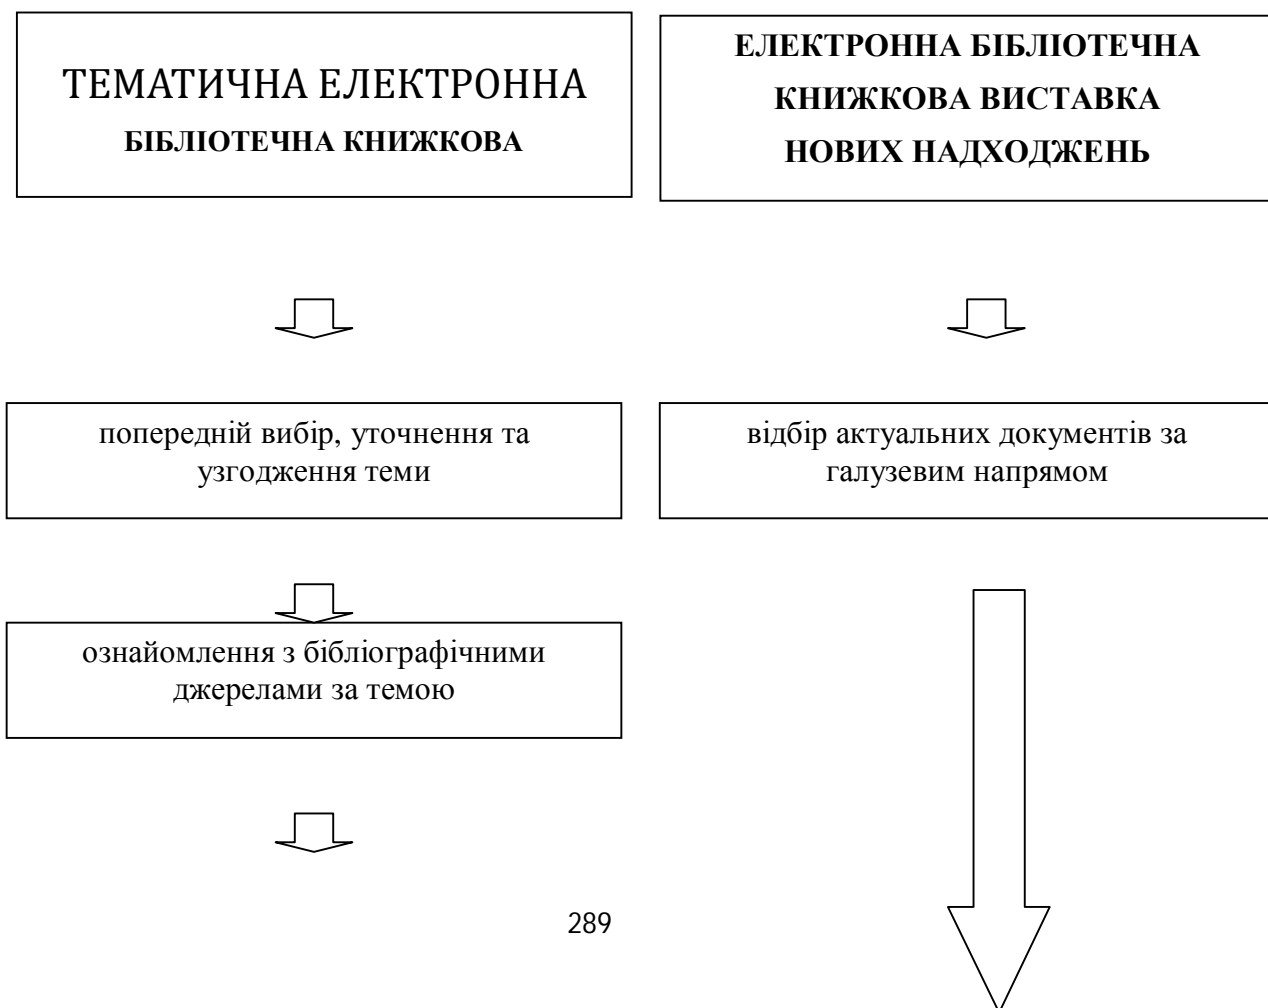 ТЕМАТИЧНА ЕЛЕКТРОННА
БІБЛІОТЕЧНА КНИЖКОВА
ЕЛЕКТРОННА БІБЛІОТЕЧНА
КНИЖКОВА ВИСТАВКА
НОВИХ НАДХОДЖЕНЬ
попередній вибір, уточнення та
узгодження теми
відбір актуальних документів за
галузевим напрямом
ознайомлення з бібліографічними
джерелами за темою
289